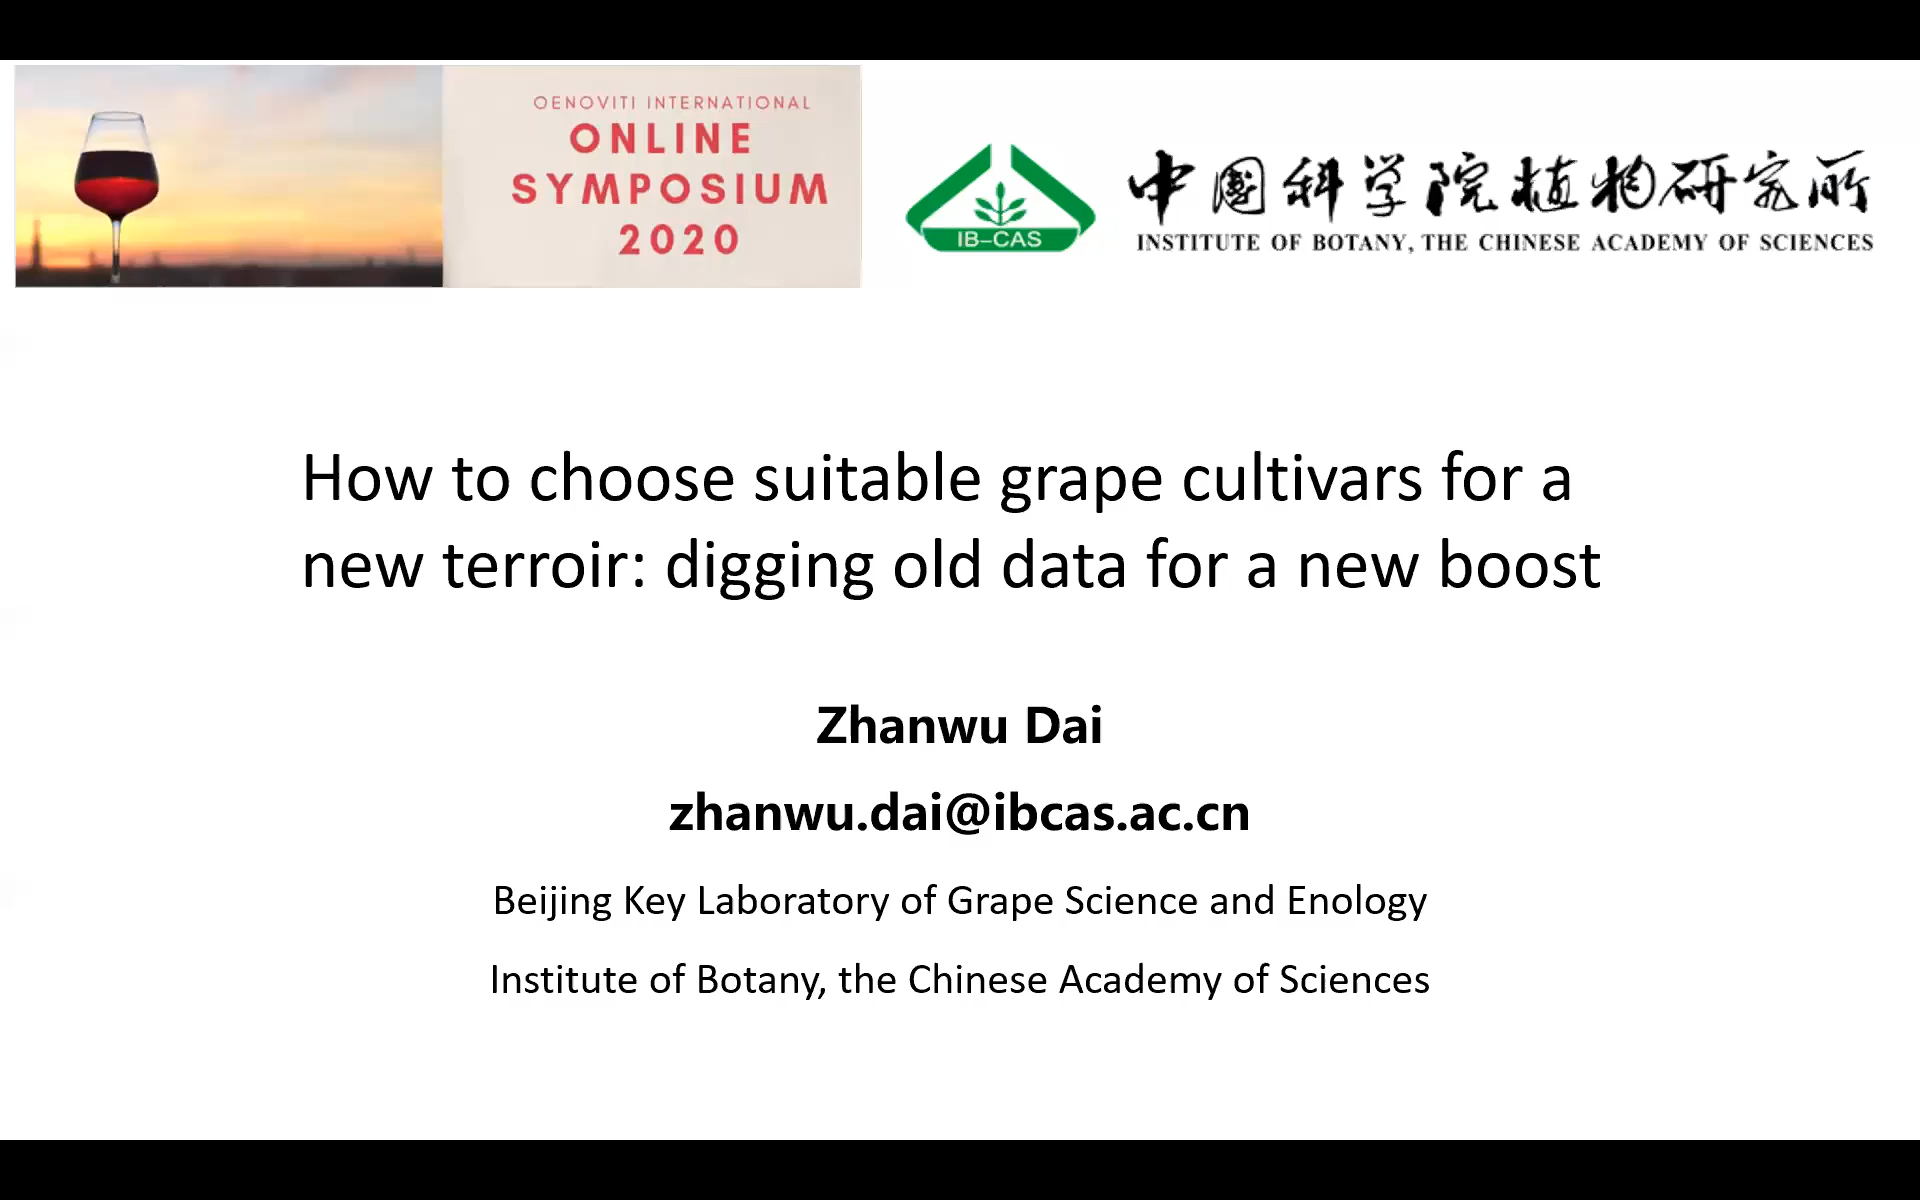 OENOVITI INTERNATIONAL
ONLINE
SYMPOSIUM
2020
IB-CAS
中國科学院植物研究所
INSTITUTE OF BOTANY, THE CHINESE ACADEMY OF SCIENCES
How to choose suitable grape cultivars for a
new terroir: digging old data for a new boost
Zhanwu Dai
zhanwu.dai@ibcas.ac.cn
Beijing Key Laboratory of Grape Science and Enology
Institute of Botany, the Chinese Academy of Sciences